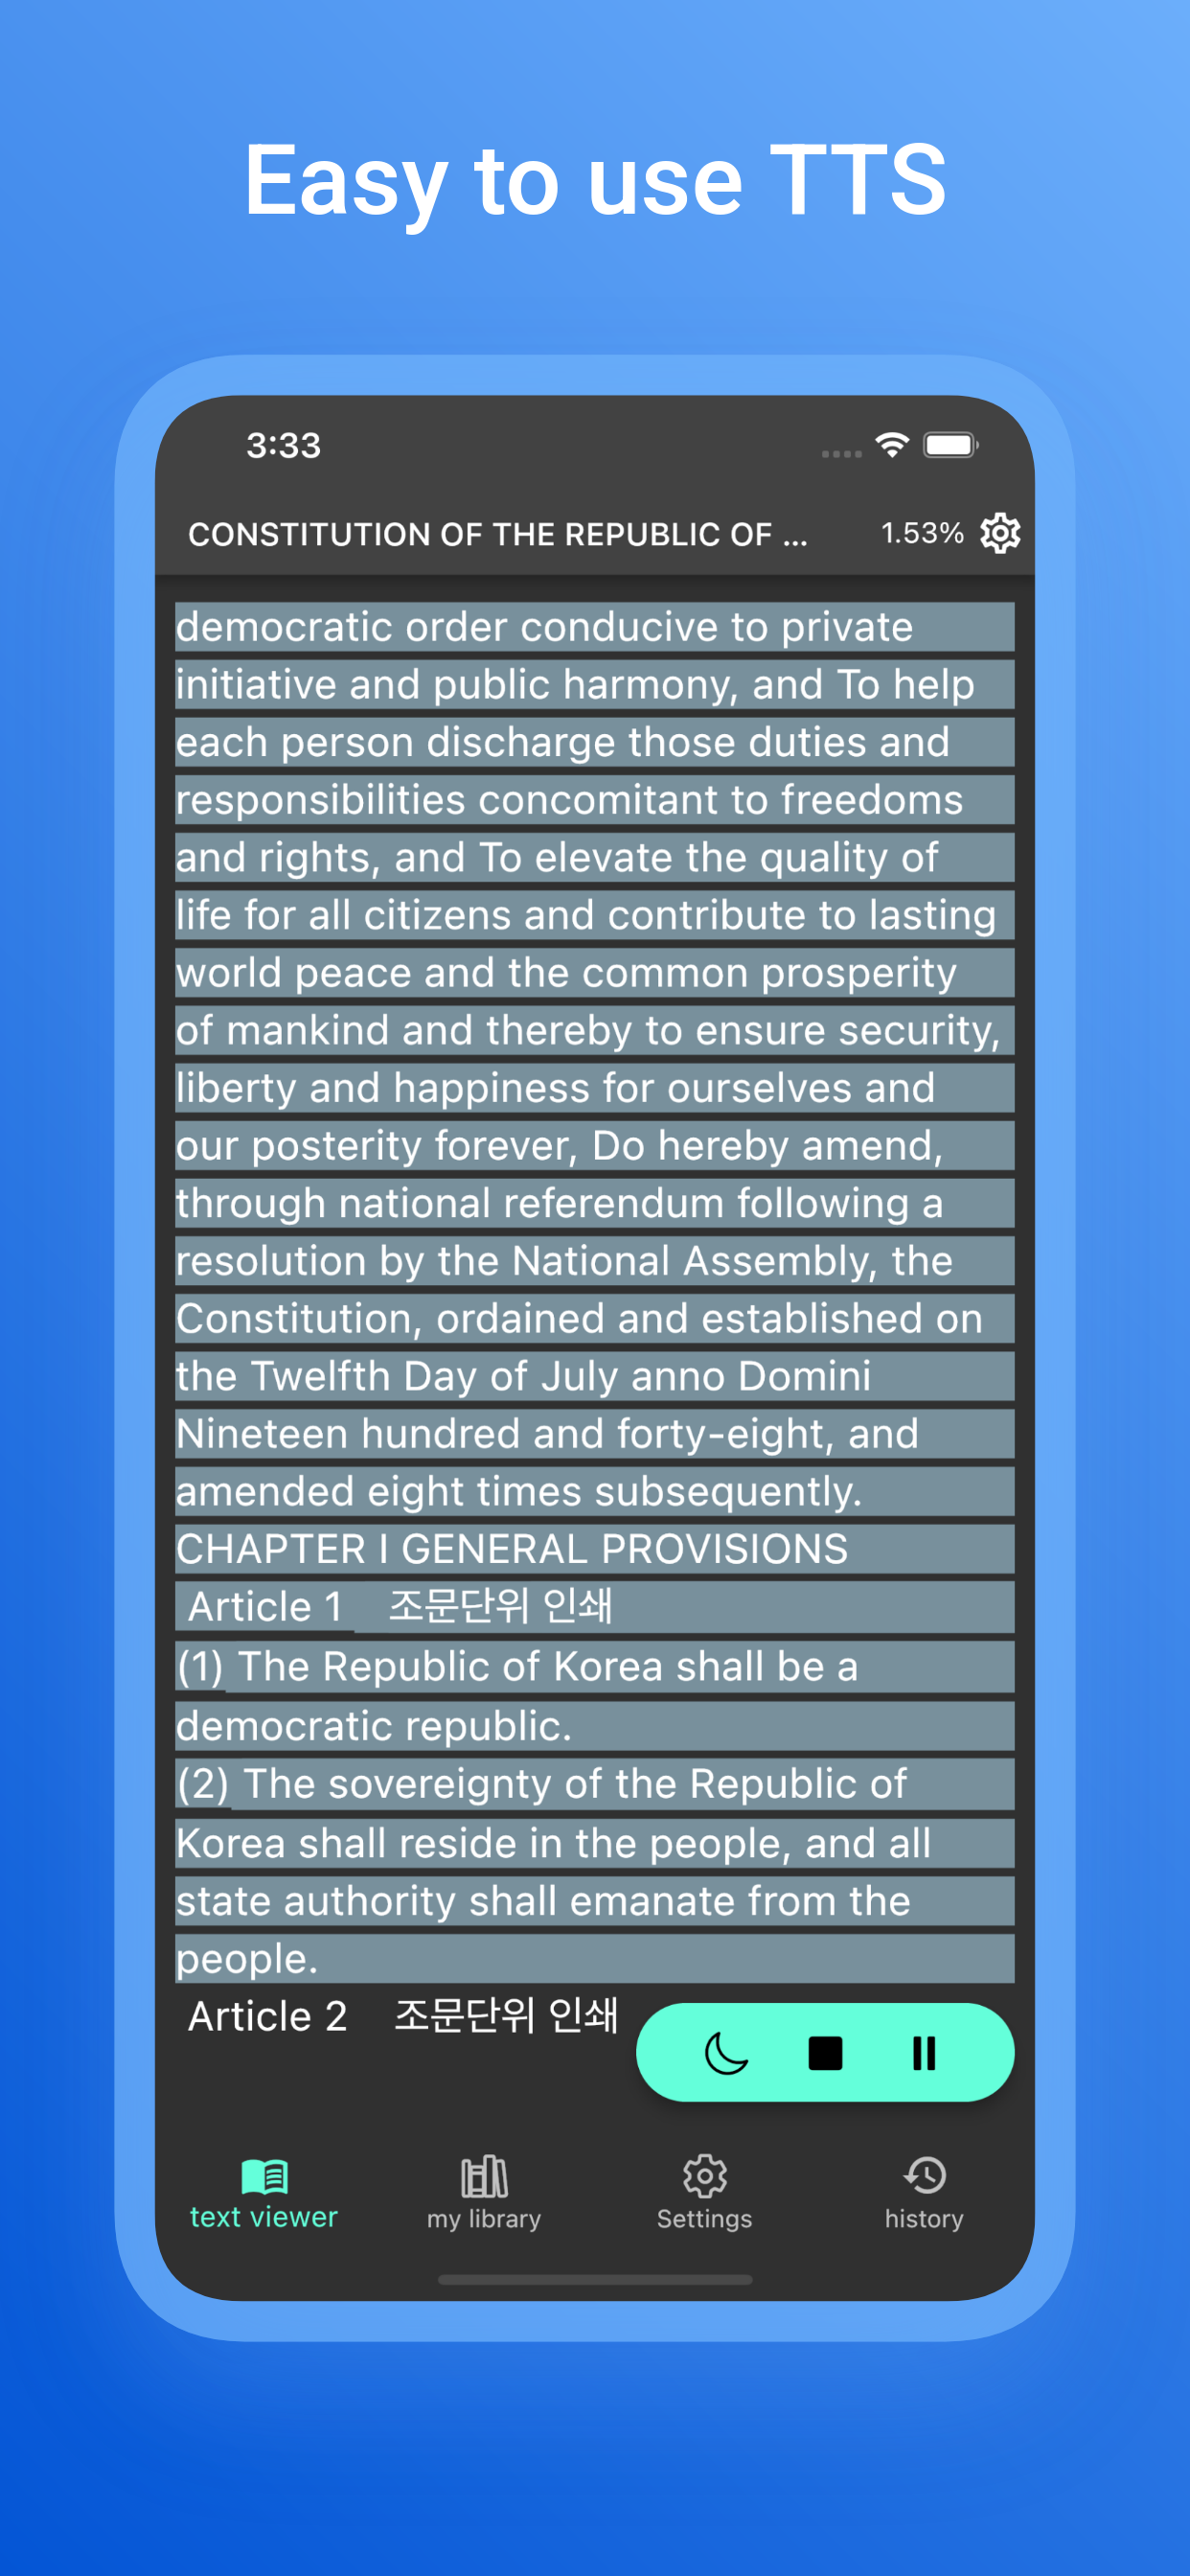 Easy to use TTS
3:33
CONSTITUTION OF THE REPUBLIC OF ...
1.53%
democratic order conducive to private
initiative and public harmony, and To help
each person discharge those duties and
responsibilities concomitant to freedoms
and rights, and To elevate the quality of
life for all citizens and contribute to lasting
world peace and the common prosperity
of mankind and thereby to ensure security,
liberty and happiness for ourselves and
our posterity forever, Do hereby amend,
through national referendum following a
resolution by the National Assembly, the
Constitution, ordained and established on
the Twelfth Day of July anno Domini
Nineteen hundred and forty-eight, and
amended eight times subsequently.
CHAPTER I GENERAL PROVISIONS
Article 1 조문단위 인쇄
(1) The Republic of Korea shall be a
democratic republic.
(2) The sovereignty of the Republic of
Korea shall reside in the people, and all
state authority shall emanate from the
people.
Article 2 조문단위 인쇄
text viewer
my library
Settings
history